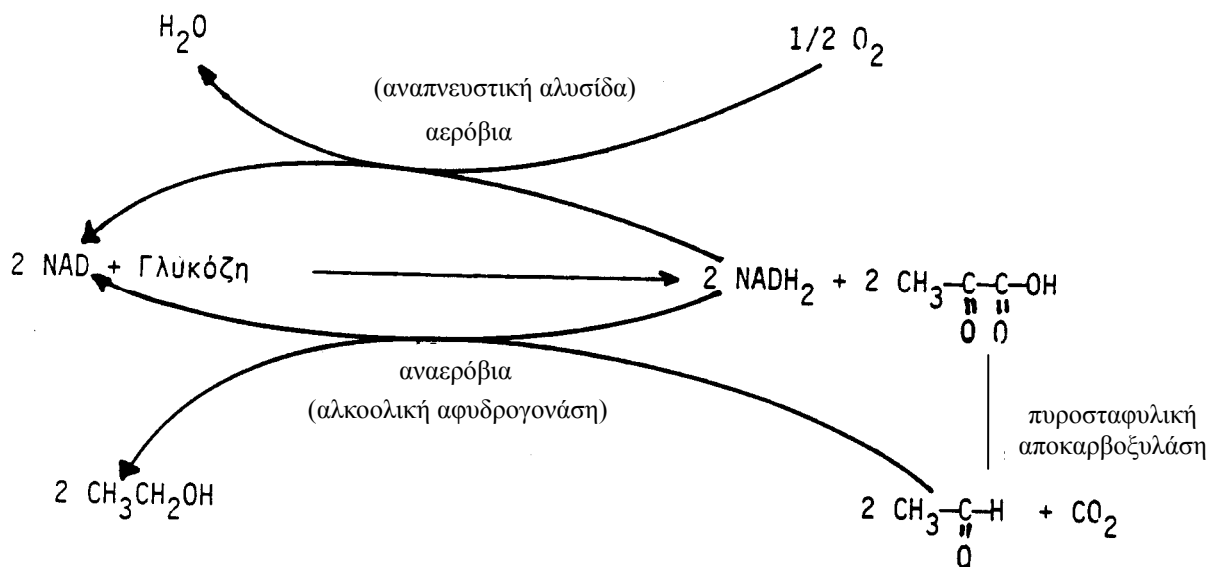 H₂O
1/2 O₂
(αναπνευστική αλυσίδα)
αερόβια
2 NAD + Γλυκόζη
2 NADH₂ + 2 CH₃-C-C-OH
O O
αναερόβια
(αλκοολική αφυδρογονάση)
πυροσταφυλική
αποκαρβοξυλάση
2 CH₃CH₂OH
2 CH₃-C-H + CO₂
O